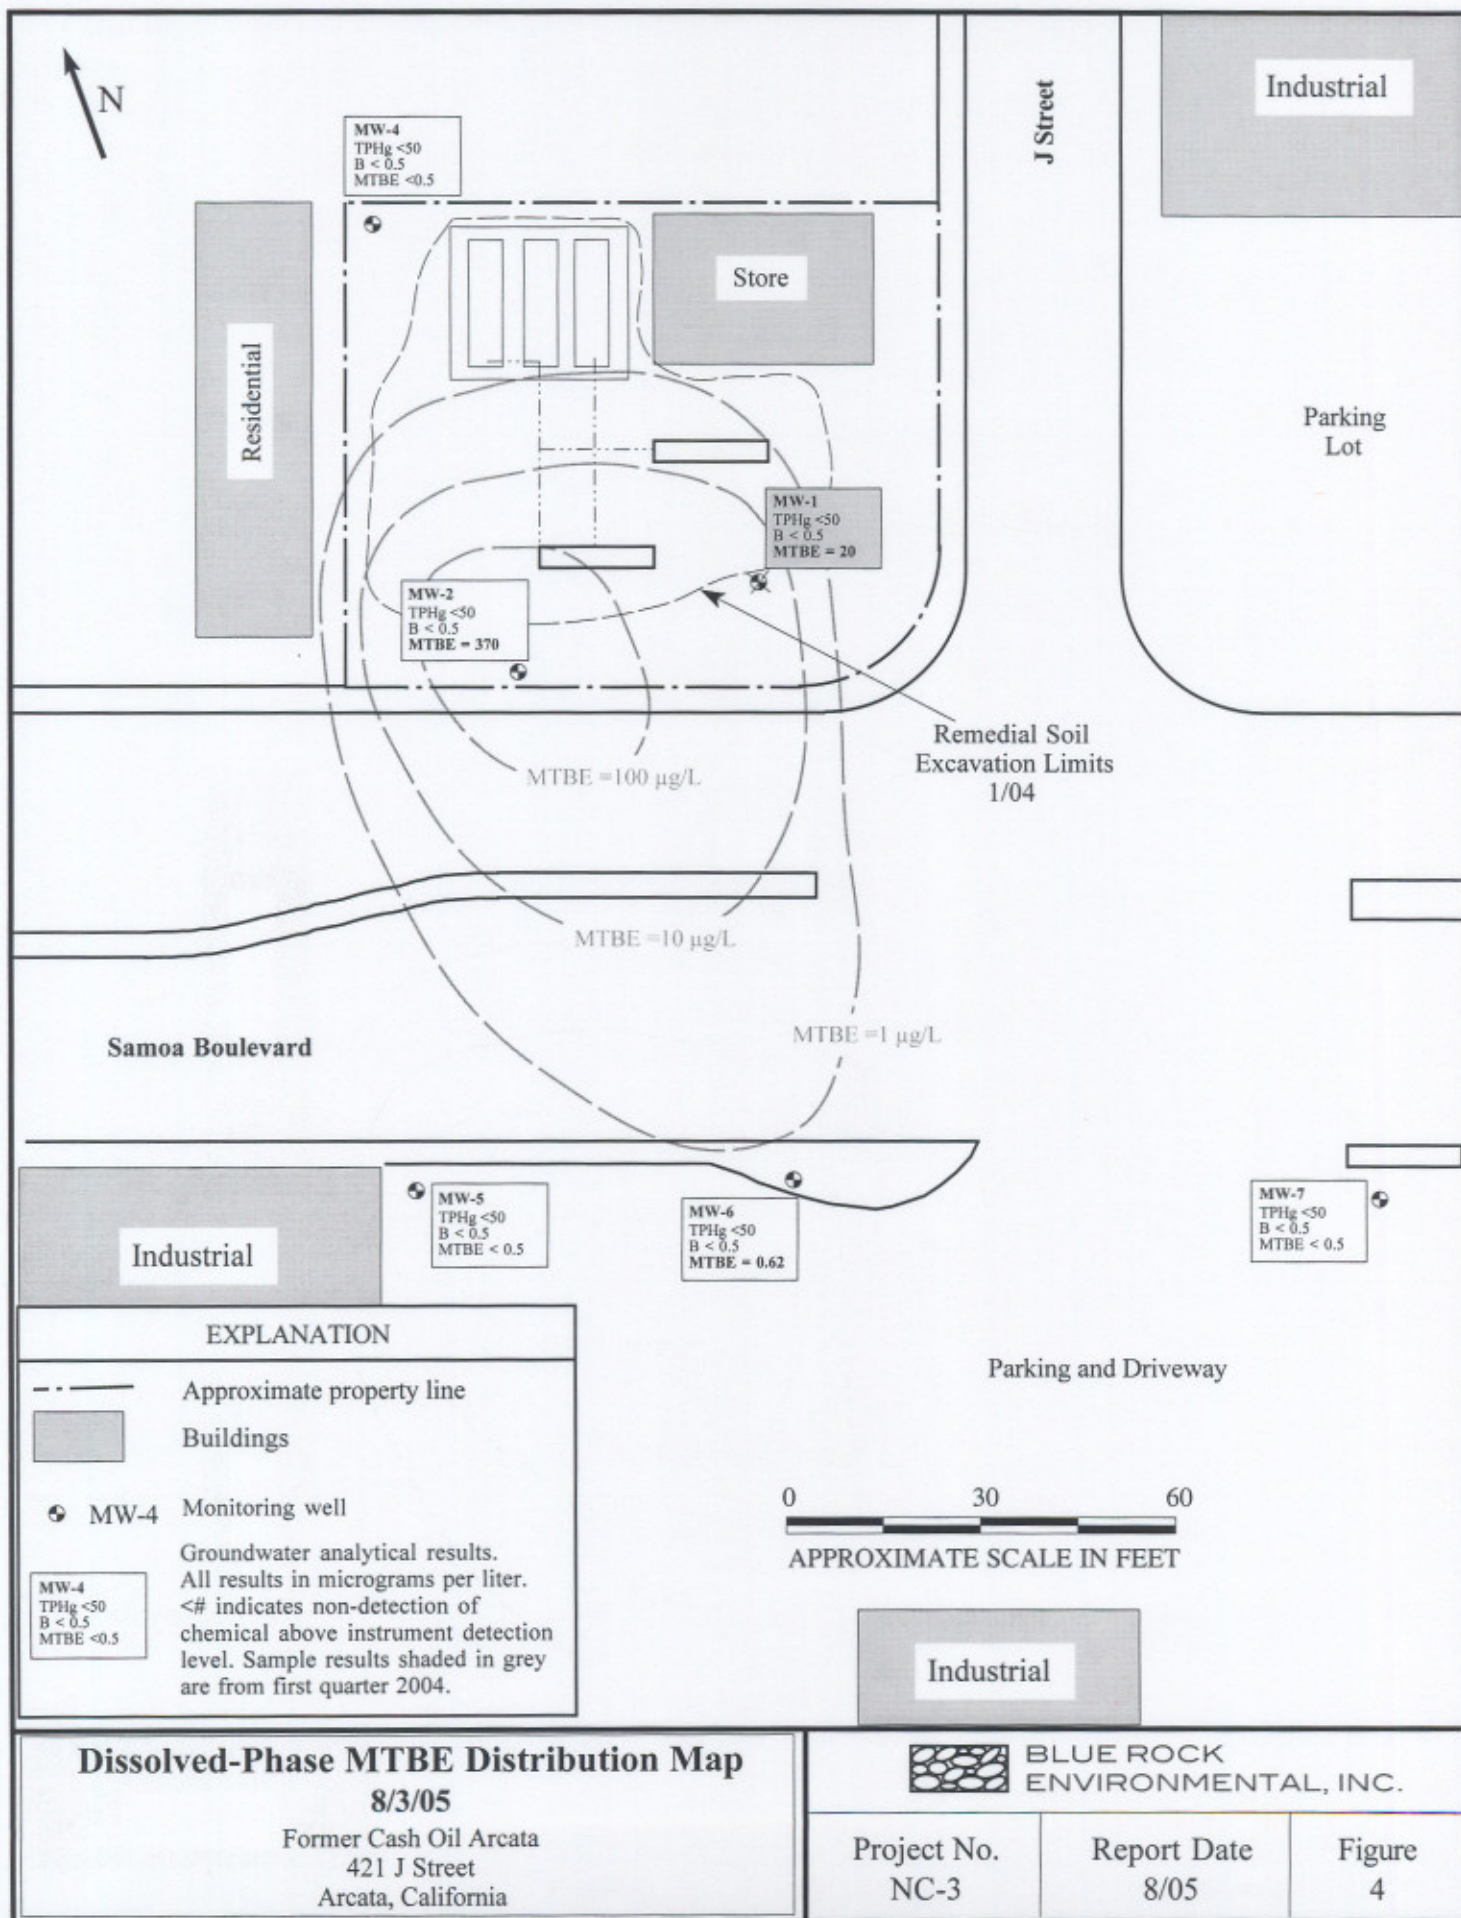 N
MW-4
TPHg <50
B < 0.5
MTBE <0.5
J Street
Industrial
Store
Residential
Parking
Lot
MW-1
TPHg <50
B < 0.5
MTBE = 20
MW-2
TPHg <50
B < 0.5
MTBE = 370
Remedial Soil
Excavation Limits
1/04
MTBE =100 µg/L
MTBE =10 µg/L
MTBE =1 µg/L
Samoa Boulevard
MW-5
TPHg <50
B < 0.5
MTBE < 0.5
MW-6
TPHg <50
B < 0.5
MTBE = 0.62
MW-7
TPHg <50
B < 0.5
MTBE < 0.5
Industrial
EXPLANATION
Approximate property line
Buildings
MW-4 Monitoring well
MW-4
TPHg <50
B < 0.5
MTBE <0.5
Groundwater analytical results.
All results in micrograms per liter.
<# indicates non-detection of
chemical above instrument detection
level. Sample results shaded in grey
are from first quarter 2004.
Parking and Driveway
0 30 60
APPROXIMATE SCALE IN FEET
Industrial
Dissolved-Phase MTBE Distribution Map
8/3/05
Former Cash Oil Arcata
421 J Street
Arcata, California
BLUE ROCK
ENVIRONMENTAL, INC.
Project No.
NC-3
Report Date
8/05
Figure
4